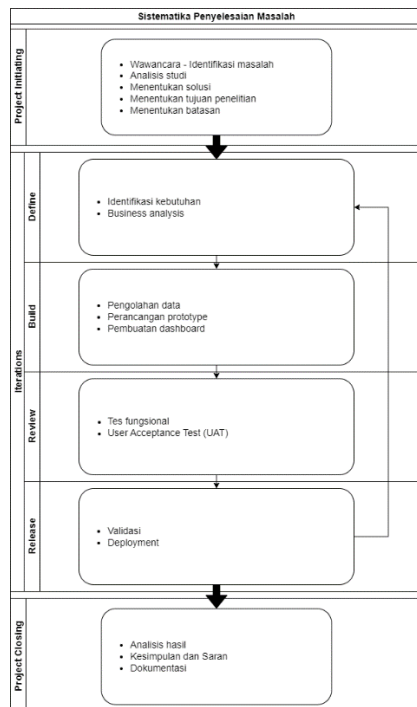 Sistematika Penyelesaian Masalah
Project Initiating
Wawancara - Identifikasi masalah
Analisis studi
Menentukan solusi
Menentukan tujuan penelitian
Menentukan batasan
Iterations
Define
Identifikasi kebutuhan
Business analysis
Build
Pengolahan data
Perancangan prototype
Pembuatan dashboard
Review
Tes fungsional
User Acceptance Test (UAT)
Release
Validasi
Deployment
Project Closing
Analisis hasil
Kesimpulan dan Saran
Dokumentasi